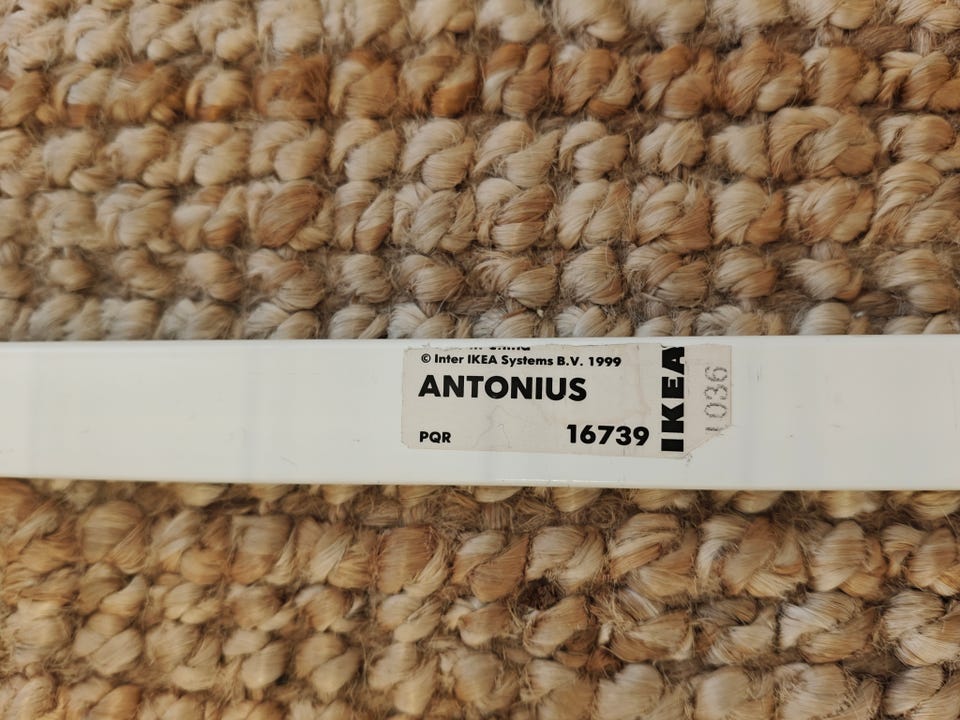 © Inter IKEA Systems B.V. 1999
ANTONIUS
PQR
16739
IKEA
1036